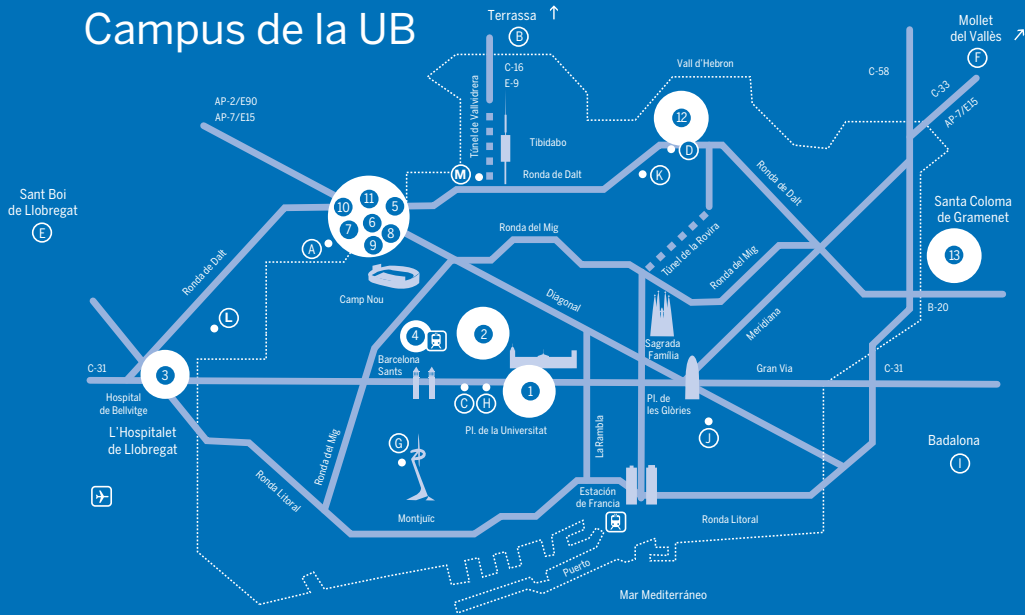 Campus de la UB
Terrassa ↑
B
Mollet
del Vallès ↗
F
C-16
E-9
Vall d'Hebron
C-58
C-33
AP-7/E15
AP-2/E90
AP-7/E15
Túnel de Vallvidrera
Tibidabo
12
D
K
M
Ronda de Dalt
Ronda de Dalt
Sant Boi
de Llobregat
E
11
10
5
6
7
8
9
A
Santa Coloma
de Gramenet
13
Ronda del Mig
Túnel de la Rovira
Ronda del Mig
Ronda de Dalt
Camp Nou
Diagonal
Meridiana
B-20
L
4
2
Sagrada
Família
Barcelona
Sants
C-31
3
1
Gran Via
C-31
Hospital
de Bellvitge
C
H
Pl. de
les Glòries
Pl. de la Universitat
J
L'Hospitalet
de Llobregat
G
La Rambla
Badalona
I
Ronda del Mig
Ronda Litoral
Estación
de Francia
Montjuïc
Ronda Litoral
Puerto
Mar Mediterráneo